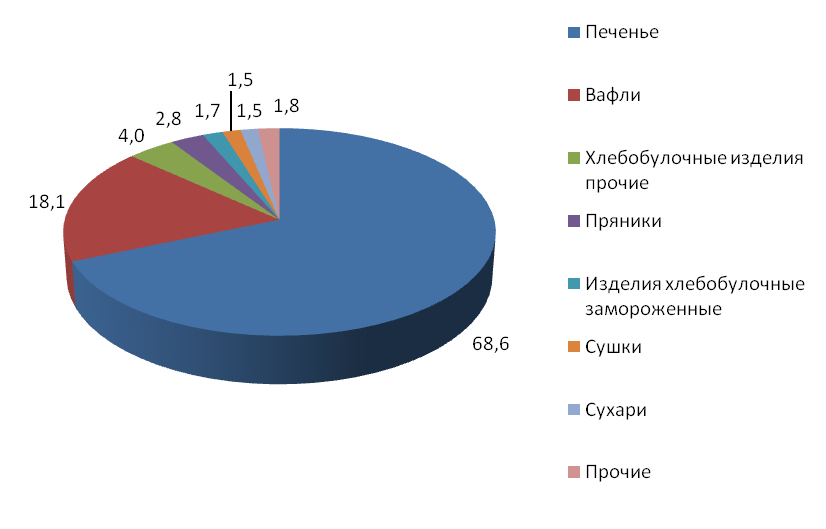 Печенье
Вафли
Хлебобулочные изделия
прочие
Пряники
Изделия хлебобулочные
замороженные
Сушки
Сухари
Прочие
1,5
1,8
1,5
1,7
2,8
4,0
18,1
68,6